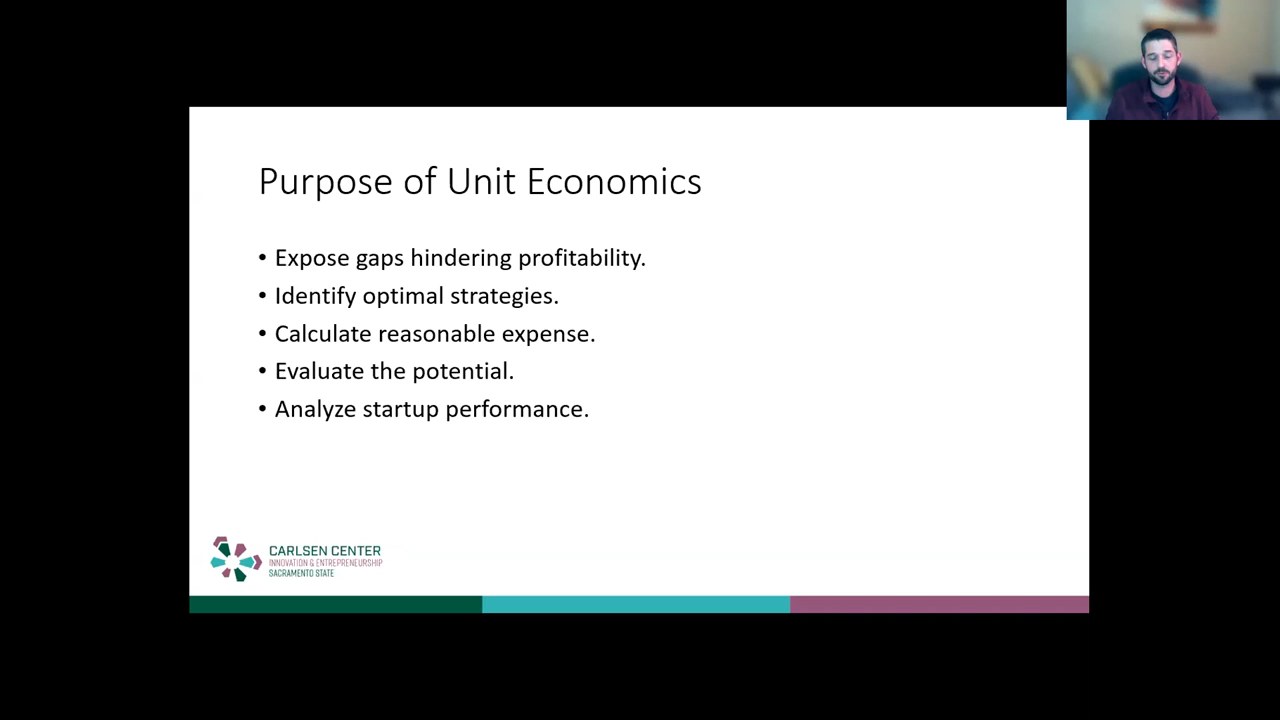 Purpose of Unit Economics
• Expose gaps hindering profitability.
• Identify optimal strategies.
• Calculate reasonable expense.
• Evaluate the potential.
• Analyze startup performance.
CARLSEN CENTER
INNOVATION & ENTREPRENEURSHIP
SACRAMENTO STATE